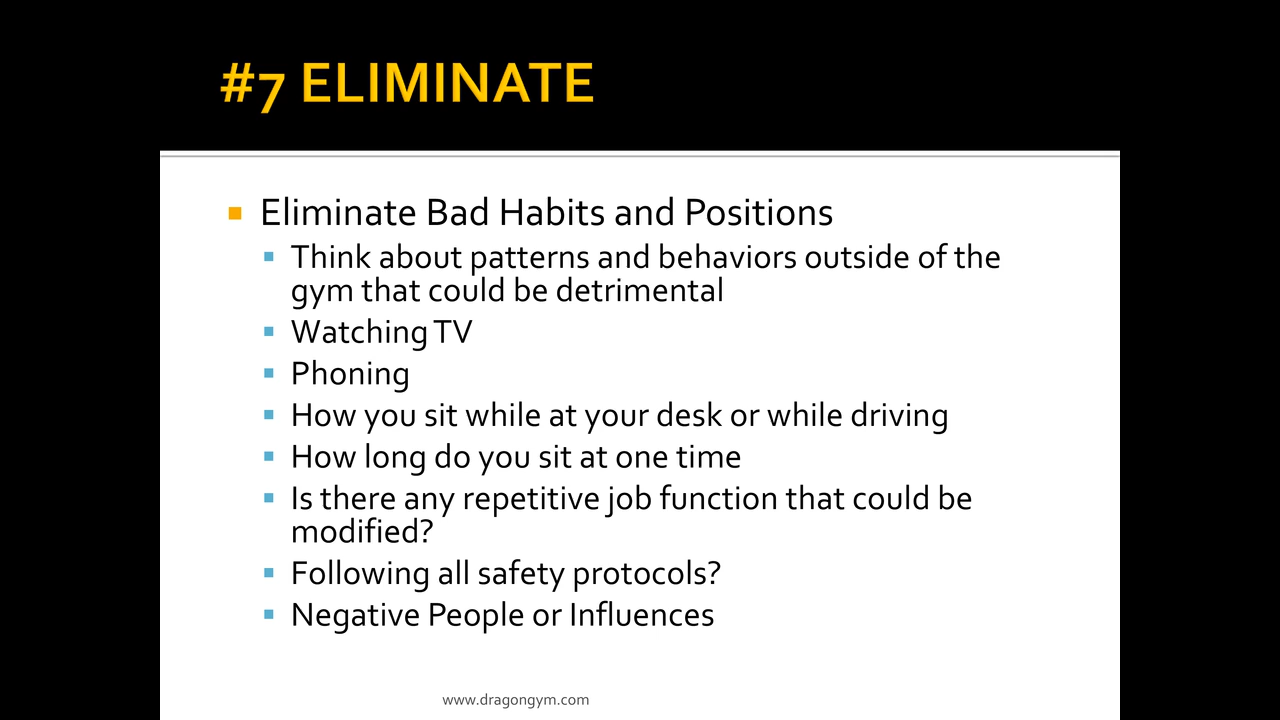 #7 ELIMINATE
Eliminate Bad Habits and Positions
Think about patterns and behaviors outside of the
gym that could be detrimental
Watching TV
Phoning
How you sit while at your desk or while driving
How long do you sit at one time
Is there any repetitive job function that could be
modified?
Following all safety protocols?
Negative People or Influences
www.dragongym.com